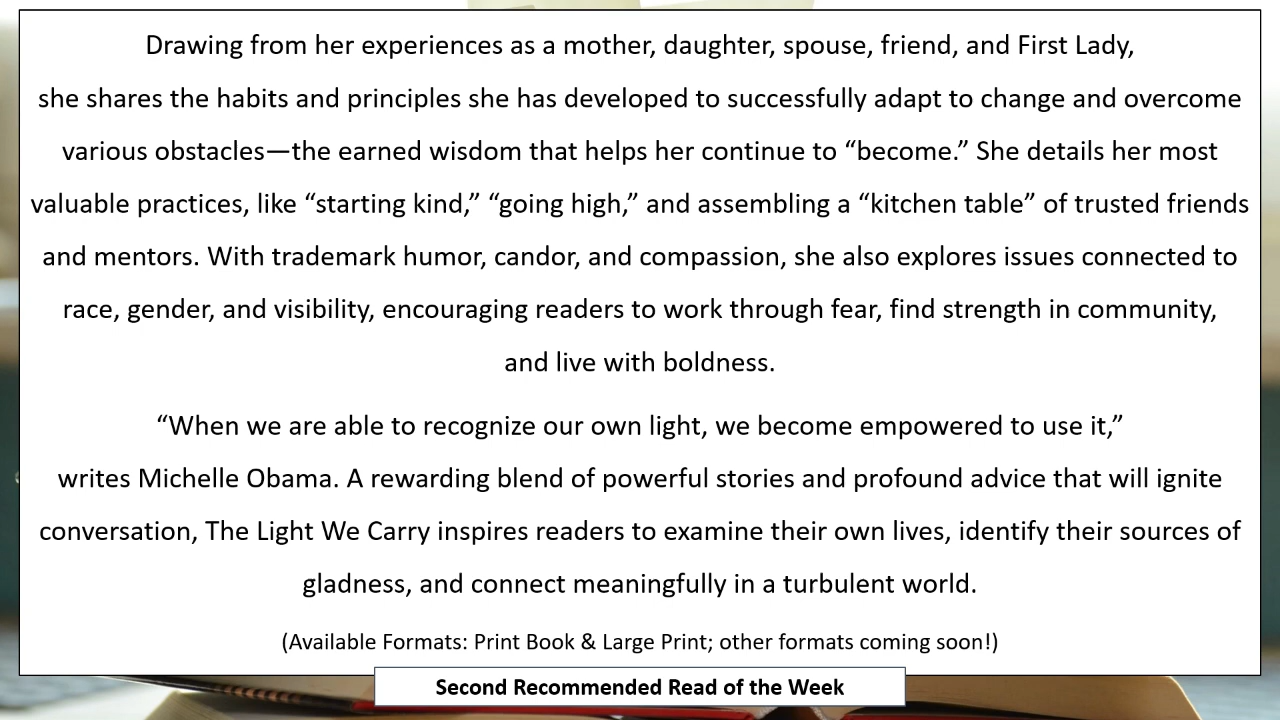 Drawing from her experiences as a mother, daughter, spouse, friend, and First Lady,
she shares the habits and principles she has developed to successfully adapt to change and overcome
various obstacles—the earned wisdom that helps her continue to “become.” She details her most
valuable practices, like “starting kind,” “going high,” and assembling a “kitchen table” of trusted friends
and mentors. With trademark humor, candor, and compassion, she also explores issues connected to
race, gender, and visibility, encouraging readers to work through fear, find strength in community,
and live with boldness.
“When we are able to recognize our own light, we become empowered to use it,”
writes Michelle Obama. A rewarding blend of powerful stories and profound advice that will ignite
conversation, The Light We Carry inspires readers to examine their own lives, identify their sources of
gladness, and connect meaningfully in a turbulent world.
(Available Formats: Print Book & Large Print; other formats coming soon!)
Second Recommended Read of the Week